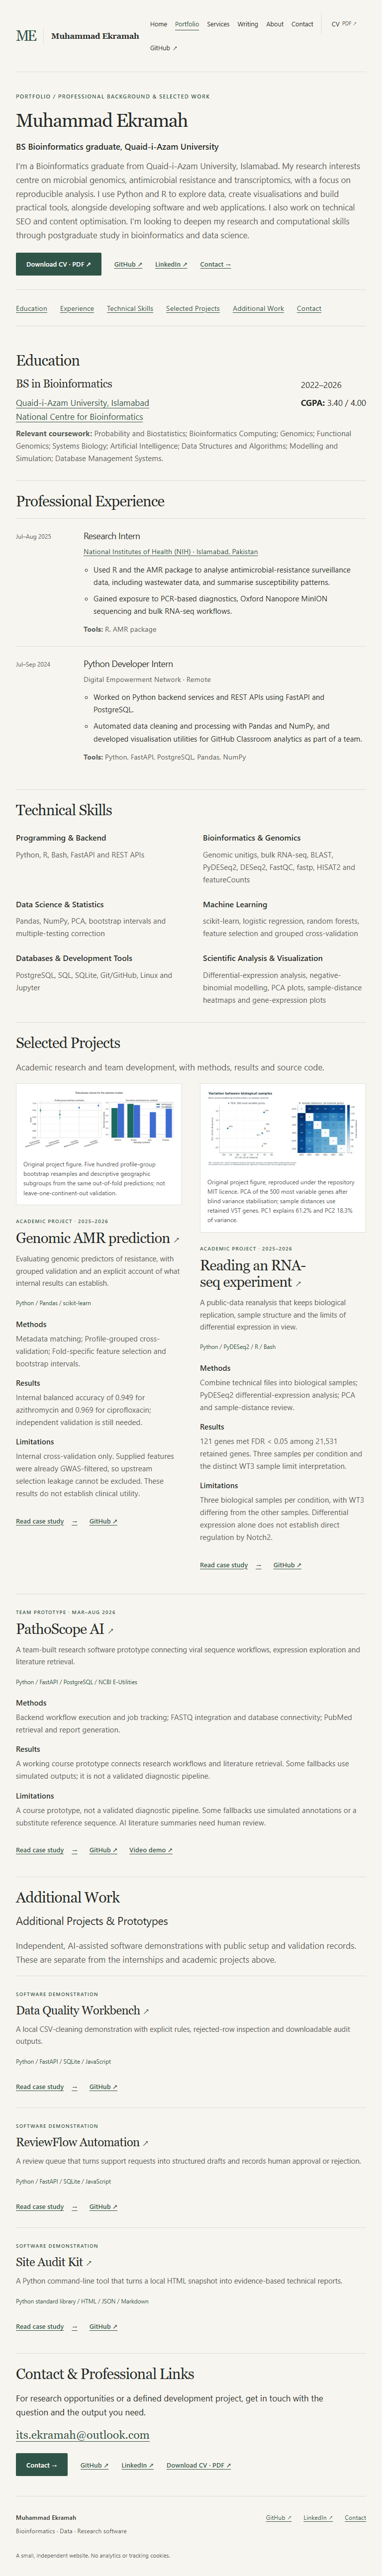 ME Muhammad Ekramah
Home Portfolio Services Writing About Contact CV PDF ↗
GitHub ↗
PORTFOLIO / PROFESSIONAL BACKGROUND & SELECTED WORK
Muhammad Ekramah
BS Bioinformatics graduate, Quaid-i-Azam University
I'm a Bioinformatics graduate from Quaid-i-Azam University, Islamabad. My research interests
centre on microbial genomics, antimicrobial resistance and transcriptomics, with a focus on
reproducible analysis. I use Python and R to explore data, create visualisations and build
practical tools, alongside developing software and web applications. I also work on technical
SEO and content optimisation. I'm looking to deepen my research and computational skills
through postgraduate study in bioinformatics and data science.
Download CV · PDF ↗ GitHub ↗ LinkedIn ↗ Contact →
Education Experience Technical Skills Selected Projects Additional Work Contact
Education
BS in Bioinformatics 2022–2026
Quaid-i-Azam University, Islamabad CGPA: 3.40 / 4.00
National Centre for Bioinformatics
Relevant coursework: Probability and Biostatistics; Bioinformatics Computing; Genomics; Functional
Genomics; Systems Biology; Artificial Intelligence; Data Structures and Algorithms; Modelling and
Simulation; Database Management Systems.
Professional Experience
Jul–Aug 2025 Research Intern
National Institutes of Health (NIH) · Islamabad, Pakistan
Used R and the AMR package to analyse antimicrobial-resistance surveillance
data, including wastewater data, and summarise susceptibility patterns.
Gained exposure to PCR-based diagnostics, Oxford Nanopore MinION
sequencing and bulk RNA-seq workflows.
Tools: R, AMR package
Jul–Sep 2024 Python Developer Intern
Digital Empowerment Network · Remote
Worked on Python backend services and REST APIs using FastAPI and
PostgreSQL.
Automated data cleaning and processing with Pandas and NumPy, and
developed visualisation utilities for GitHub Classroom analytics as part of a team.
Tools: Python, FastAPI, PostgreSQL, Pandas, NumPy
Technical Skills
Programming & Backend
Python, R, Bash, FastAPI and REST APIs
Bioinformatics & Genomics
Genomic unitigs, bulk RNA-seq, BLAST,
PyDESeq2, DESeq2, FastQC, fastp, HISAT2 and
featureCounts
Data Science & Statistics
Pandas, NumPy, PCA, bootstrap intervals and
multiple-testing correction
Machine Learning
scikit-learn, logistic regression, random forests,
feature selection and grouped cross-validation
Databases & Development Tools
PostgreSQL, SQL, SQLite, Git/GitHub, Linux and
Jupyter
Scientific Analysis & Visualisation
Differential-expression analysis, negative-
binomial modelling, PCA plots, sample-distance
heatmaps and gene-expression plots
Selected Projects
Academic research and team development, with methods, results and source code.
Original project figure. Five hundred profile-group
bootstrap resamples and descriptive geographic
subgroups from the same out-of-fold predictions; not
leave-one-continent-out validation.
ACADEMIC PROJECT · 2025–2026
Genomic AMR prediction ↗
Evaluating genomic predictors of resistance, with
grouped validation and an explicit account of what
internal results can establish.
Python / Pandas / scikit-learn
Methods
Metadata matching; Profile-grouped cross-
validation; Fold-specific feature selection and
bootstrap intervals.
Results
Internal balanced accuracy of 0.949 for
azithromycin and 0.969 for ciprofloxacin;
independent validation is still needed.
Limitations
Internal cross-validation only. Supplied features
were already GWAS-filtered, so upstream
selection leakage cannot be excluded. These
results do not establish clinical utility.
Read case study → GitHub ↗
Variation between biological samples
Original project figure, reproduced under the repository
MIT licence. PCA of the 500 most variable genes after
blind variance stabilisation; sample distances use
retained VST genes. PC1 explains 61.2% and PC2 18.3%
of variance.
ACADEMIC PROJECT · 2025–2026
Reading an RNA-
seq experiment ↗
A public-data reanalysis that keeps biological
replication, sample structure and the limits of
differential expression in view.
Python / PyDESeq2 / R / Bash
Methods
Combine technical files into biological samples;
PyDESeq2 differential-expression analysis; PCA
and sample-distance review.
Results
121 genes met FDR < 0.05 among 21,531
retained genes. Three samples per condition and
the distinct WT3 sample limit interpretation.
Limitations
Three biological samples per condition, with WT3
differing from the other samples. Differential
expression alone does not establish direct
regulation by Notch2.
Read case study → GitHub ↗
TEAM PROTOTYPE · MAR–AUG 2026
PathoScope AI ↗
A team-built research software prototype connecting viral sequence workflows, expression exploration and
literature retrieval.
Python / FastAPI / PostgreSQL / NCBI E-Utilities
Methods
Backend workflow execution and job tracking; FASTQ integration and database connectivity; PubMed
retrieval and report generation.
Results
A working course prototype connects research workflows and literature retrieval. Some fallbacks use
simulated outputs; it is not a validated diagnostic pipeline.
Limitations
A course prototype, not a validated diagnostic pipeline. Some fallbacks use simulated annotations or a
substitute reference sequence. AI literature summaries need human review.
Read case study → GitHub ↗ Video demo ↗
Additional Work
Additional Projects & Prototypes
Independent, AI-assisted software demonstrations with public setup and validation records.
These are separate from the internships and academic projects above.
SOFTWARE DEMONSTRATION
Data Quality Workbench ↗
A local CSV-cleaning demonstration with explicit rules, rejected-row inspection and downloadable audit
outputs.
Python / FastAPI / SQLite / JavaScript
Read case study → GitHub ↗
SOFTWARE DEMONSTRATION
ReviewFlow Automation ↗
A review queue that turns support requests into structured drafts and records human approval or rejection.
Python / FastAPI / SQLite / JavaScript
Read case study → GitHub ↗
SOFTWARE DEMONSTRATION
Site Audit Kit ↗
A Python command-line tool that turns a local HTML snapshot into evidence-based technical reports.
Python standard library / HTML / JSON / Markdown
Read case study → GitHub ↗
Contact & Professional Links
For research opportunities or a defined development project, get in touch with the
question and the output you need.
its.ekramah@outlook.com
Contact → GitHub ↗ LinkedIn ↗ Download CV · PDF ↗
Muhammad Ekramah GitHub ↗ LinkedIn ↗ Contact
Bioinformatics · Data · Research software
A small, independent website. No analytics or tracking cookies.